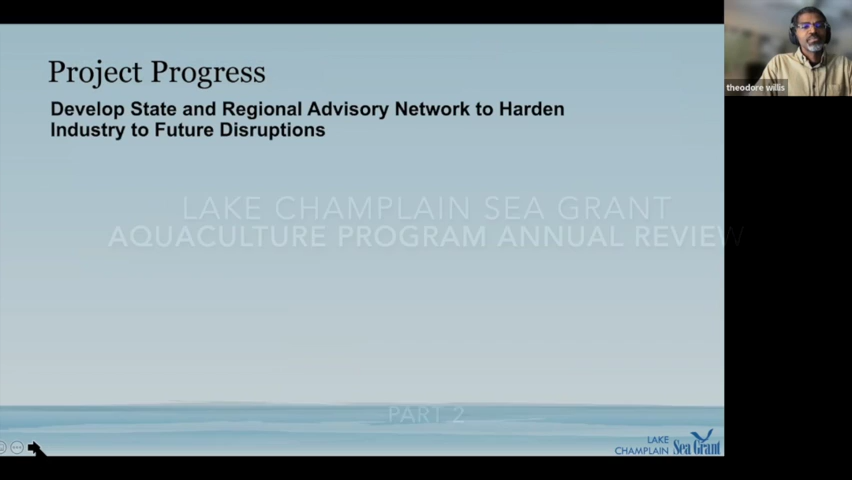 Project Progress
Develop State and Regional Advisory Network to Harden
Industry to Future Disruptions
LAKE CHAMPLAIN SEA GRANT
AQUACULTURE PROGRAM ANNUAL REVIEW
PART 2
LAKE
CHAMPLAIN Sea Grant
theodore willis